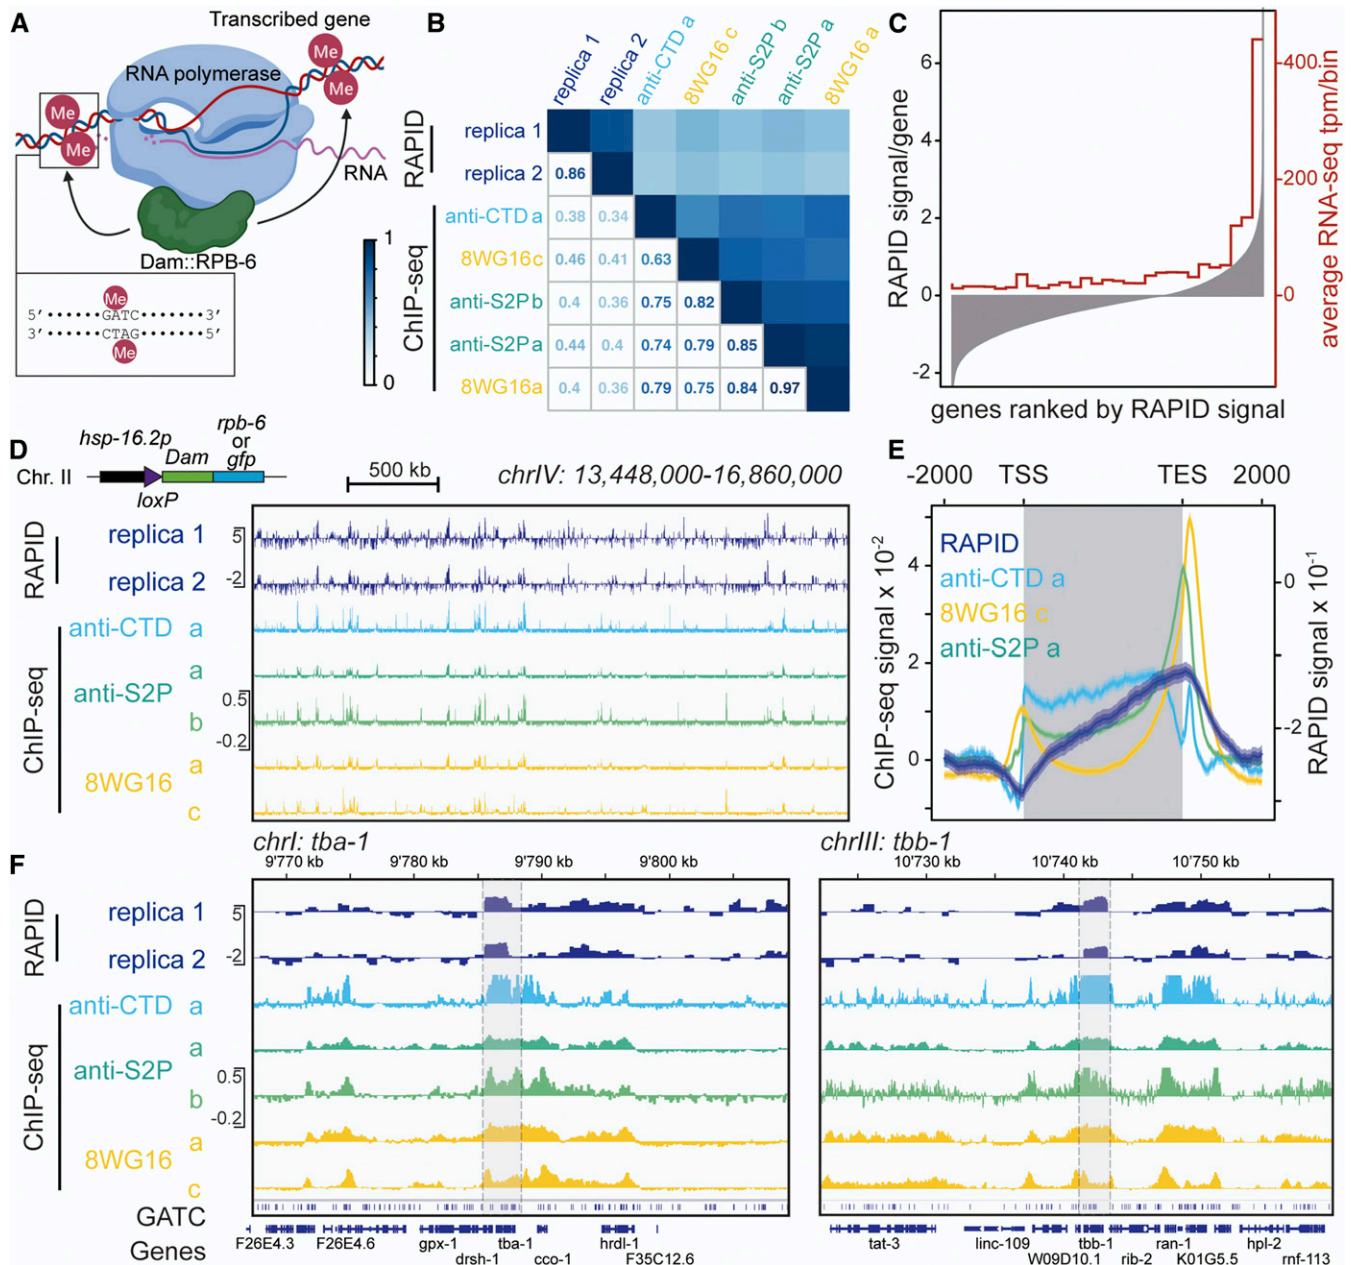 A
Transcribed gene
Me
Me
RNA polymerase
Me
Me
RNA
Dam::RPB-6
Me
5' ······GATC······· 3'
3' ······CTAG······· 5'
Me
B
replica 1
replica 2
anti-CTD a
8WG16 c
anti-S2P b
anti-S2P a
8WG16 a
RAPID
ChIP-seq
1
0
replica 1
replica 2 0.86
anti-CTD a 0.38 0.34
8WG16 c 0.46 0.41 0.63
anti-S2P b 0.4 0.36 0.75 0.82
anti-S2P a 0.44 0.4 0.74 0.79 0.85
8WG16 a 0.4 0.36 0.79 0.75 0.84 0.97
C
RAPID signal/gene
6
4
2
0
-2
400
200
0
average RNA-seq tpm/bin
genes ranked by RAPID signal
D
hsp-16.2p
Dam
rpb-6
or
gfp
Chr. II
loxP
500 kb
chrIV: 13,448,000-16,860,000
RAPID
replica 1
5
-2
replica 2
ChIP-seq
anti-CTD a
anti-S2P
a
b
0.5
-0.2
8WG16
a
c
E
-2000 TSS TES 2000
RAPID
anti-CTD a
8WG16 c
anti-S2P a
ChIP-seq signal x 10-2
4
2
0
0
-2
RAPID signal x 10-1
F
chrI: tba-1
9'770 kb 9'780 kb 9'790 kb 9'800 kb
chrIII: tbb-1
10'730 kb 10'740 kb 10'750 kb
RAPID
replica 1
5
-2
replica 2
ChIP-seq
anti-CTD a
anti-S2P
a
b
0.5
-0.2
8WG16
a
c
GATC
Genes
F26E4.3 F26E4.6 gpx-1 tba-1 hrdl-1
drsh-1 cco-1 F35C12.6
tat-3 linc-109 tbb-1 ran-1 hpl-2
W09D10.1 rib-2 K01G5.5 rnf-113